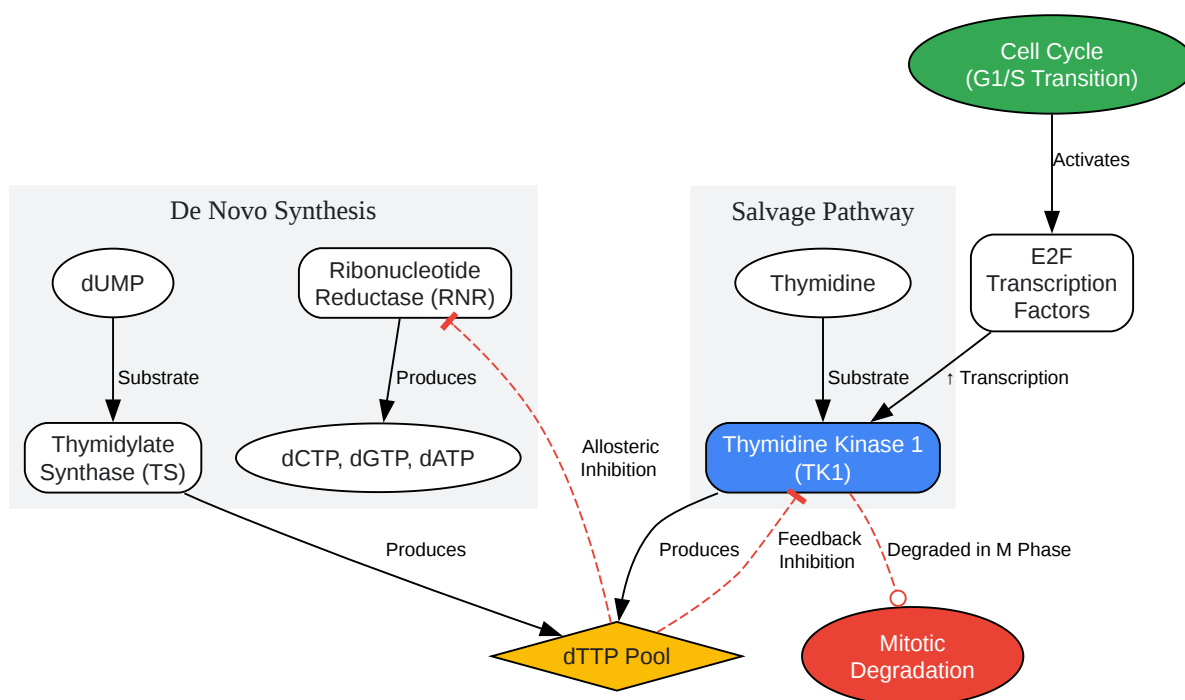 Cell Cycle
(G1/S Transition)
Activates
De Novo Synthesis
Salvage Pathway
dUMP
Ribonucleotide
Reductase (RNR)
Thymidine
E2F
Transcription
Factors
Substrate
Produces
Substrate
↑ Transcription
Thymidylate
Synthase (TS)
dCTP, dGTP, dATP
Allosteric
Inhibition
Thymidine Kinase 1
(TK1)
Produces
Produces
Feedback
Inhibition
Degraded in M Phase
dTTP Pool
Mitotic
Degradation